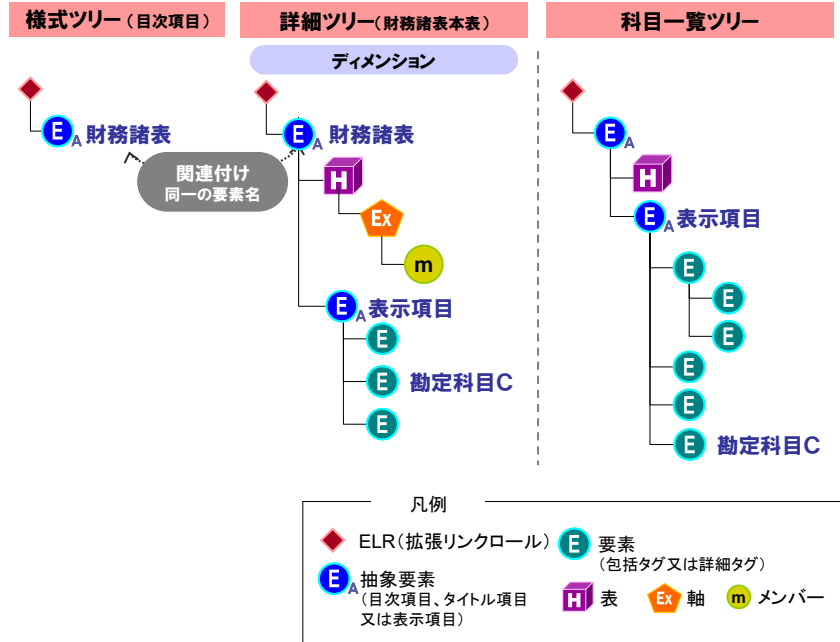 様式ツリー（目次項目）
詳細ツリー（財務諸表本表）
科目一覧ツリー
ディメンション
E A 財務諸表
関連付け
同一の要素名
E A 財務諸表
H
Ex
m
E A 表示項目
E
E 勘定科目C
E
E A
H
E A 表示項目
E
E
E
E
E
E 勘定科目C
凡例
ELR（拡張リンクロール）
E 要素
（包括タグ又は詳細タグ）
E A 抽象要素
（目次項目、タイトル項目
又は表示項目）
H 表 Ex 軸 m メンバー